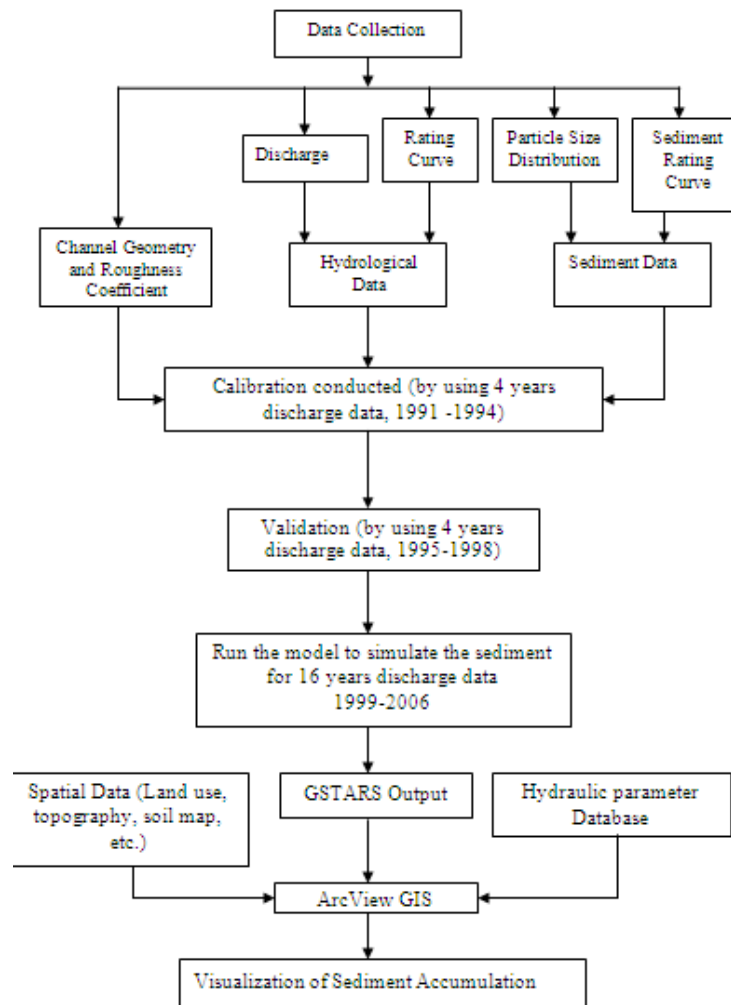 Data Collection
Discharge
Rating
Curve
Particle Size
Distribution
Sediment
Rating
Curve
Channel Geometry
and Roughness
Coefficient
Hydrological
Data
Sediment Data
Calibration conducted (by using 4 years
discharge data, 1991 -1994)
Validation (by using 4 years
discharge data, 1995-1998)
Run the model to simulate the sediment
for 16 years discharge data
1999-2006
Spatial Data (Land use,
topography, soil map,
etc.)
GSTARS Output
Hydraulic parameter
Database
ArcView GIS
Visualization of Sediment Accumulation